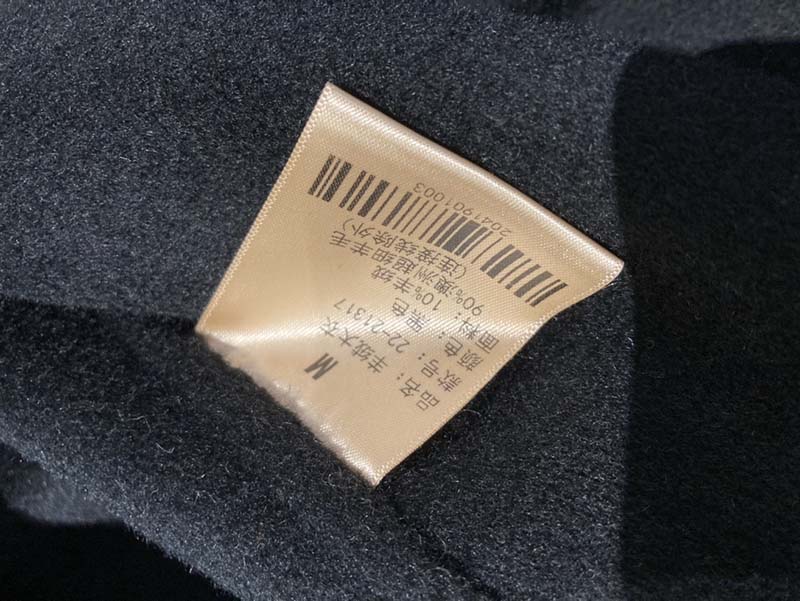 M
品名：羊绒大衣
款号：22-21317
颜色：黑色
面料：10%羊绒
90%澳洲超细羊毛
（连接线除外）
2041901003